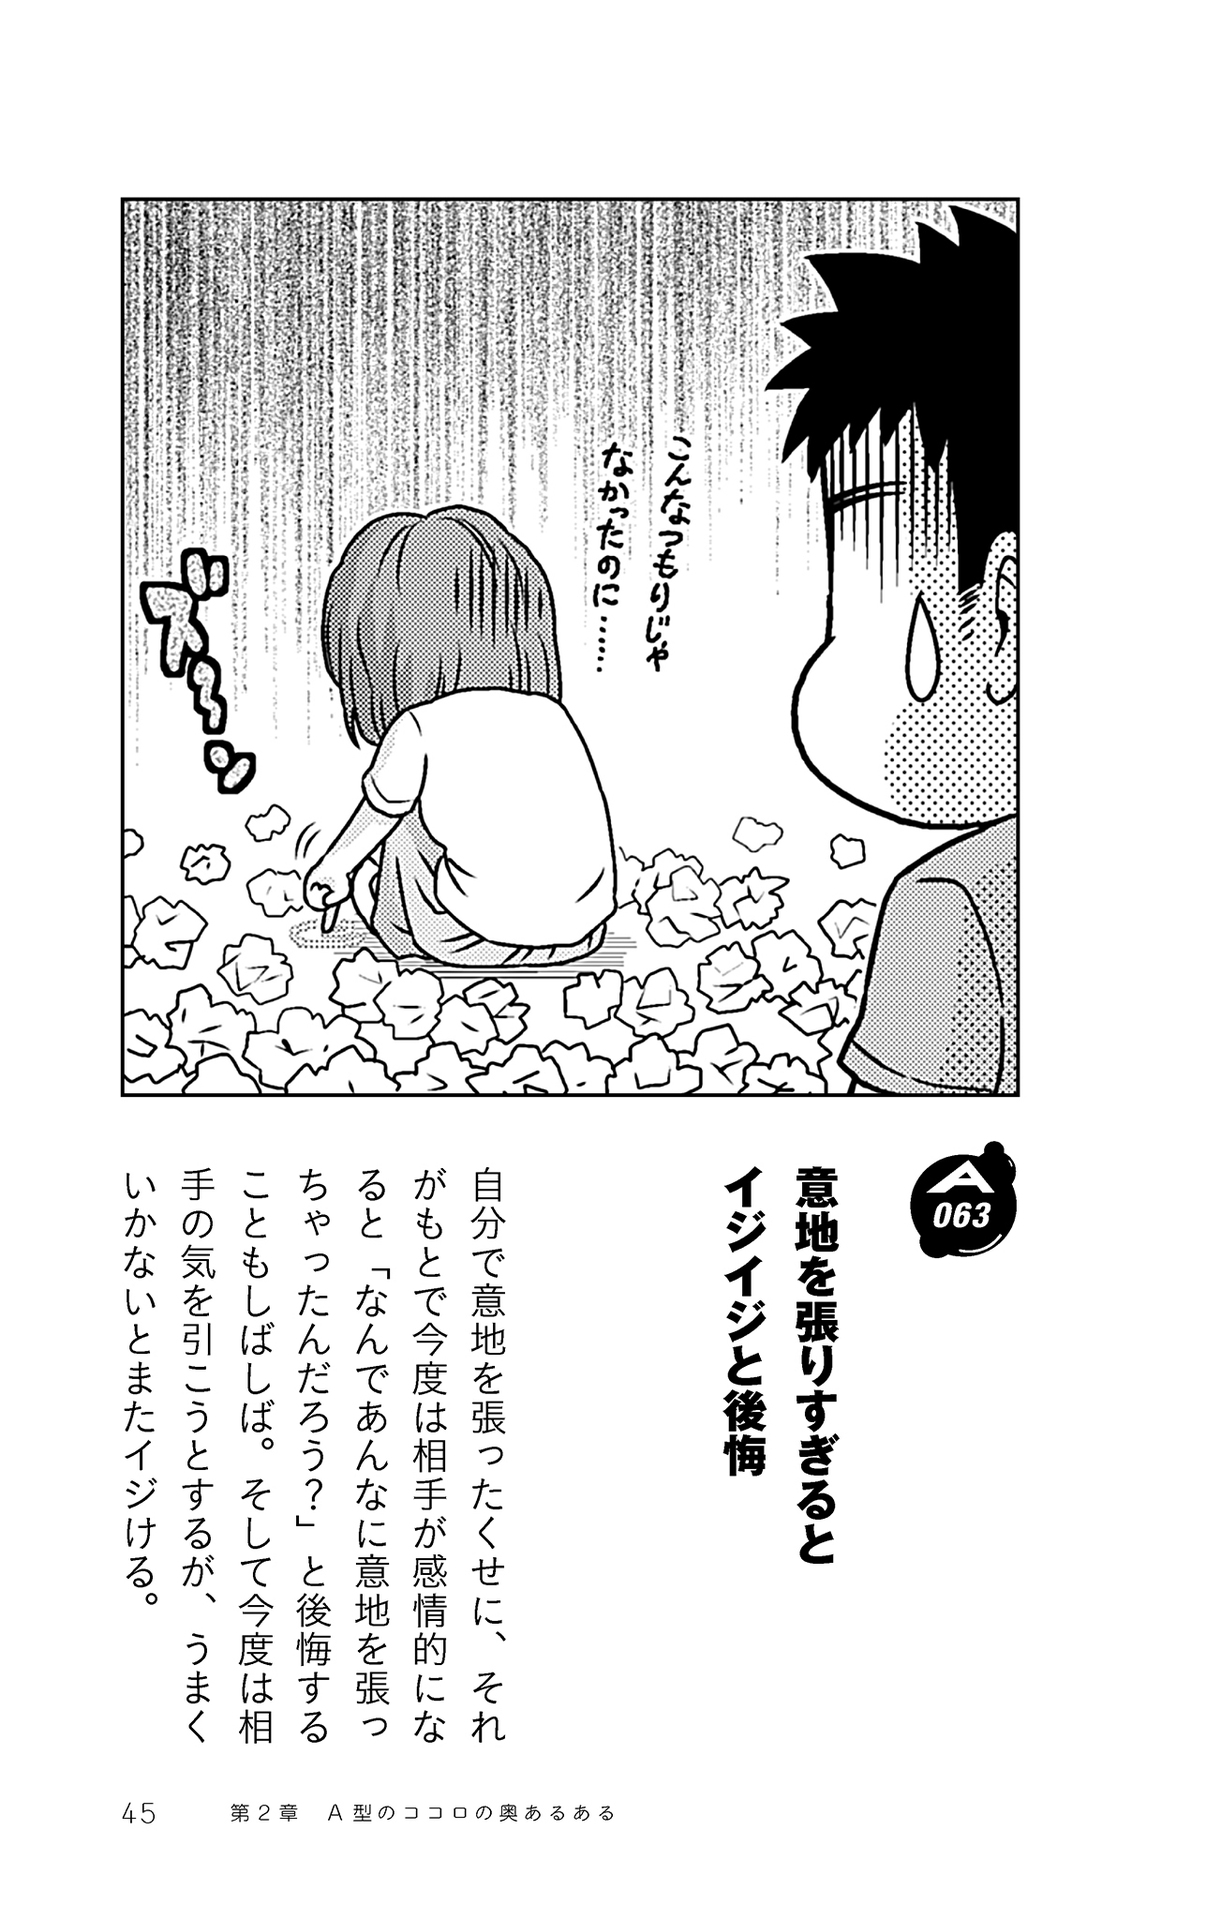 こんなつもりじゃ
なかったのに……
ズーン
A
063
意地を張りすぎると
イジイジと後悔
自分で意地を張ったくせに、それ
がもとで今度は相手が感情的にな
ると「なんであんなに意地を張っ
ちゃったんだろう？」と後悔する
こともしばしば。そして今度は相
手の気を引こうとするが、うまく
いかないとまたイジける。
45 第2章 A型のココロの奥あるある